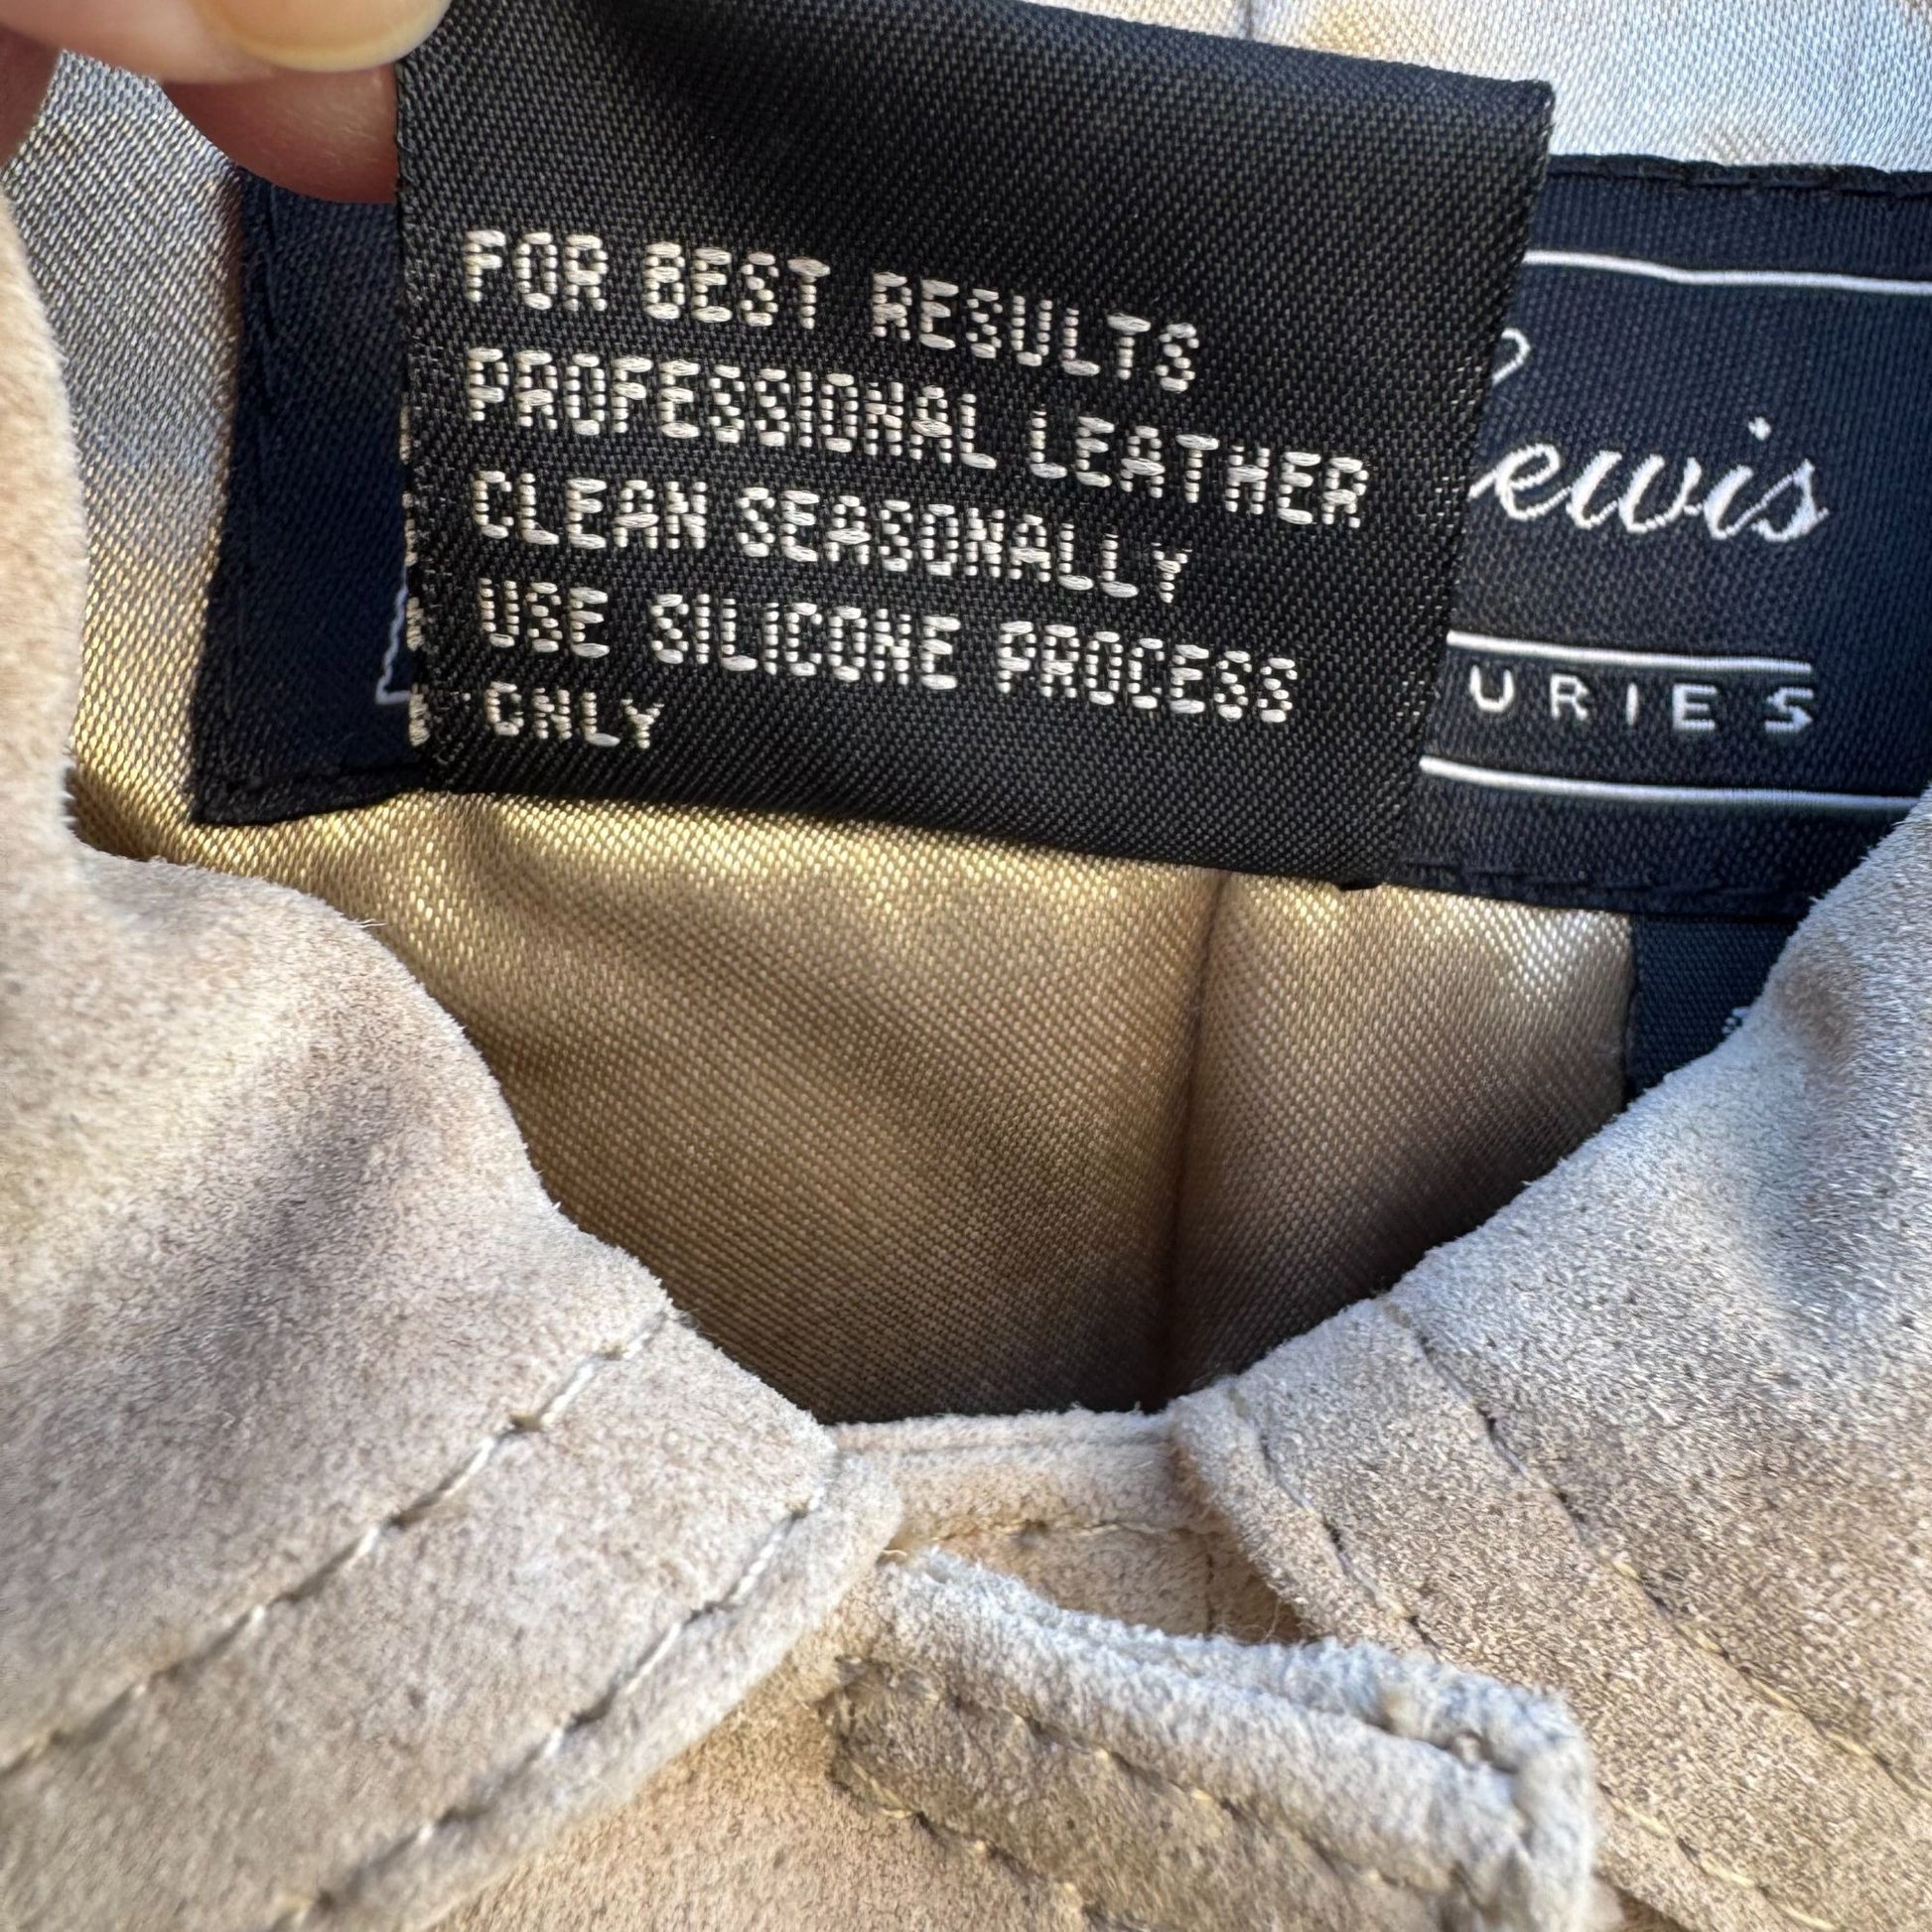 FOR BEST RESULTS
PROFESSIONAL LEATHER
CLEAN SEASONALLY
USE SILICONE PROCESS
ONLY
ewis
URIES